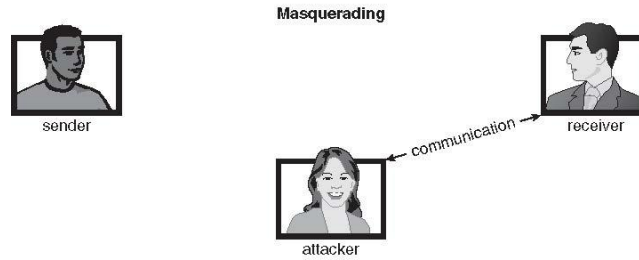 Masquerading
sender
receiver
communication
attacker